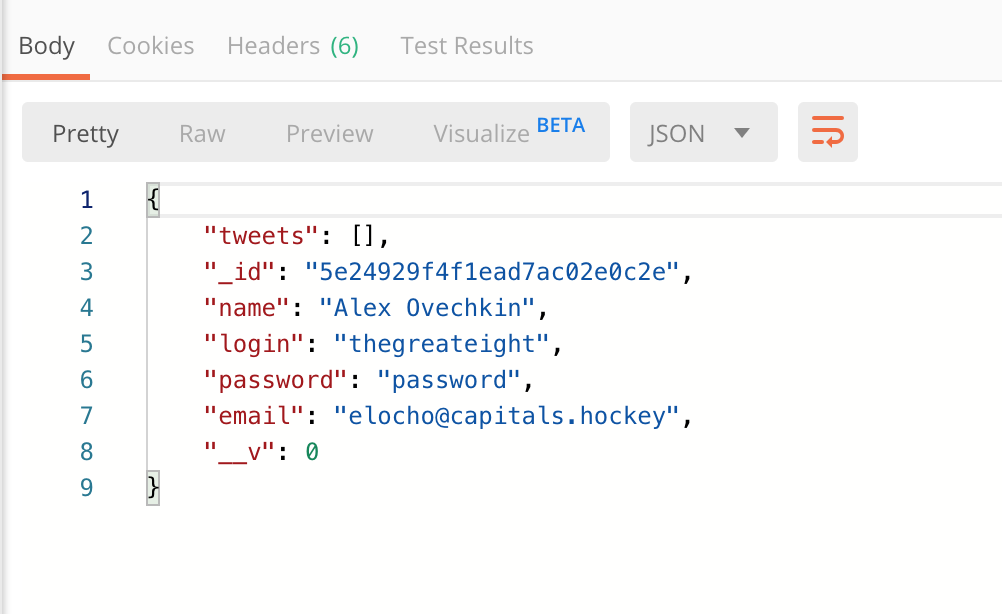 Body Cookies Headers (6) Test Results
Pretty Raw Preview Visualize BETA JSON
1 {
2 "tweets": [],
3 "_id": "5e24929f4f1ead7ac02e0c2e",
4 "name": "Alex Ovechkin",
5 "login": "thegreateight",
6 "password": "password",
7 "email": "elocho@capitals.hockey",
8 "__v": 0
9 }